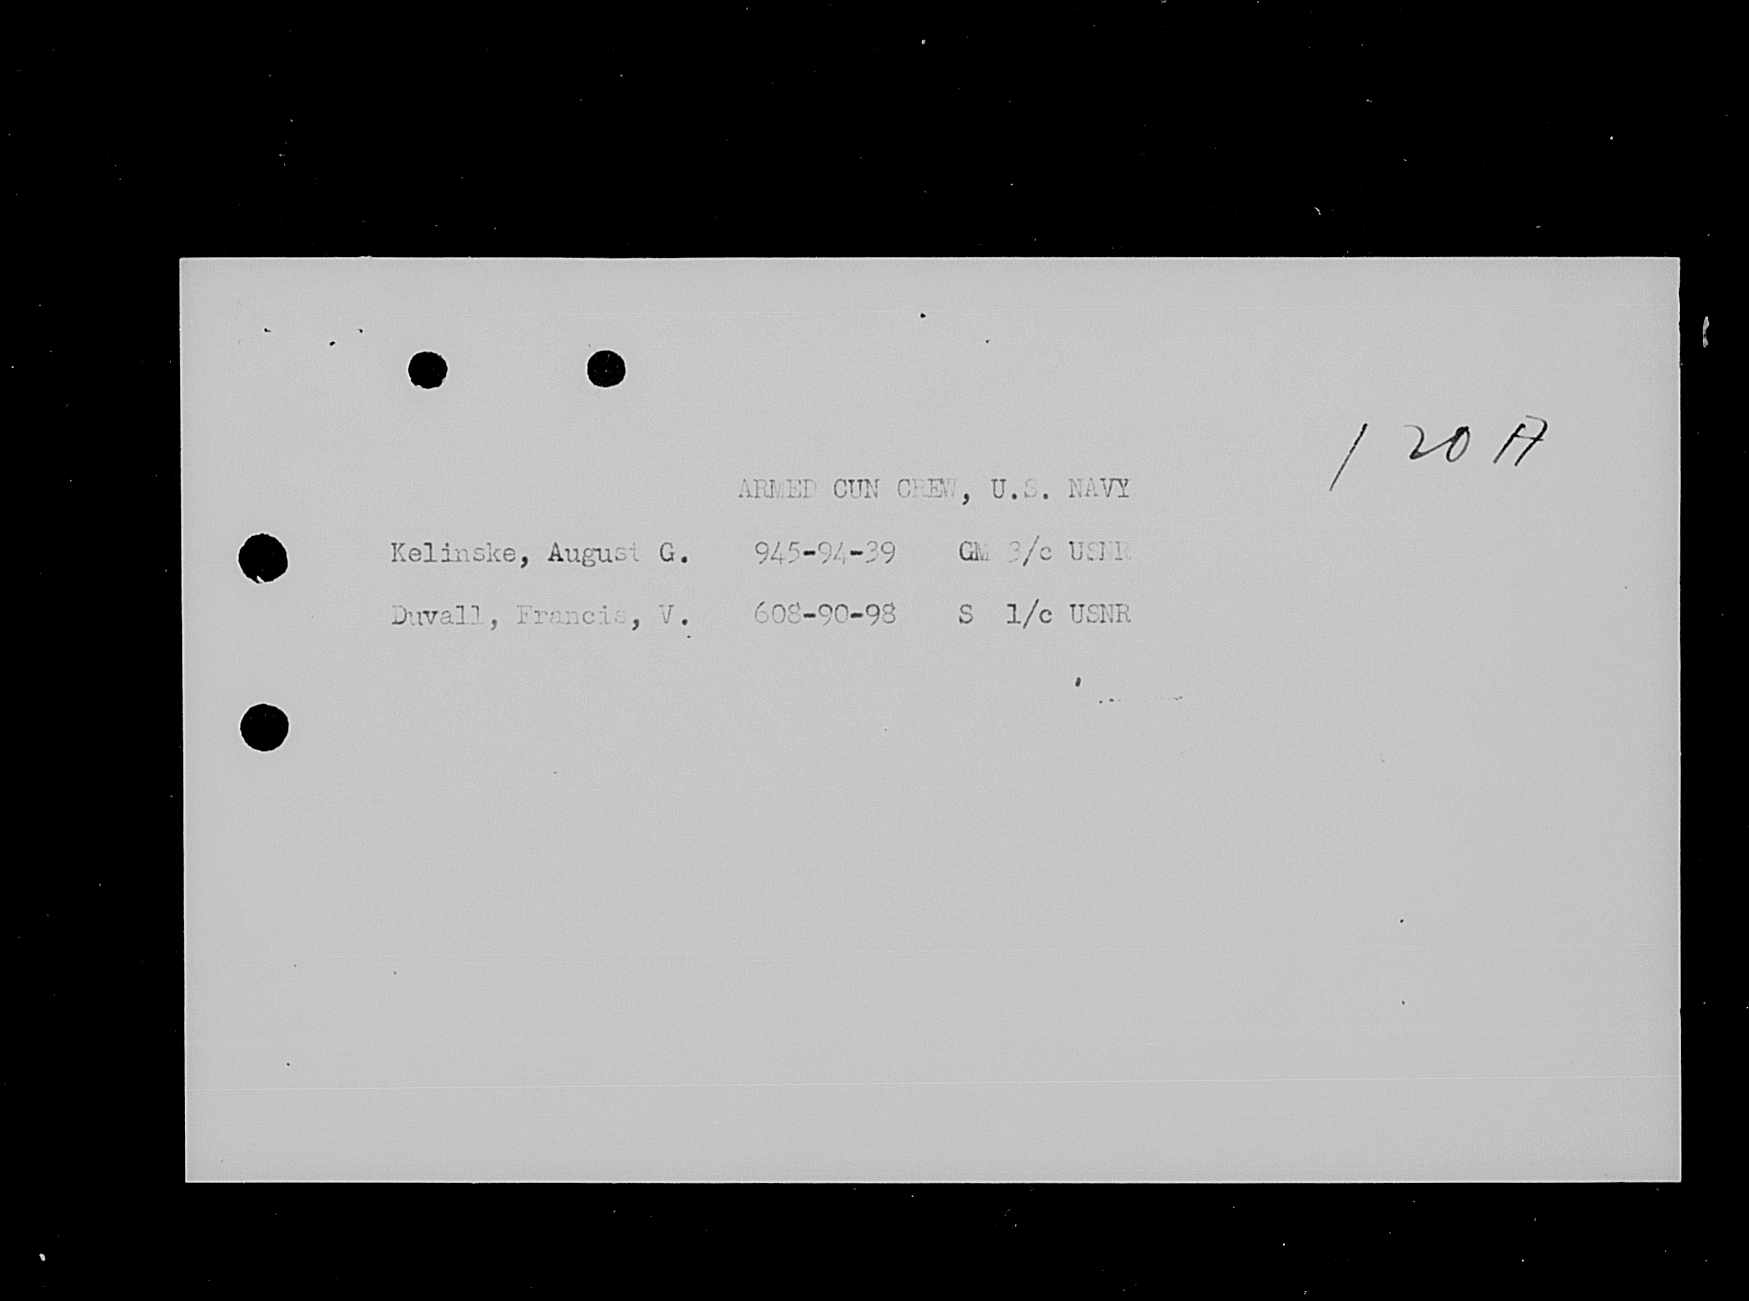 120A
ARMED GUN CREW, U.S. NAVY
Kelinske, August G. 945-94-39 GM 3/c USNR
Duvall, Francis, V. 608-90-98 S 1/c USNR